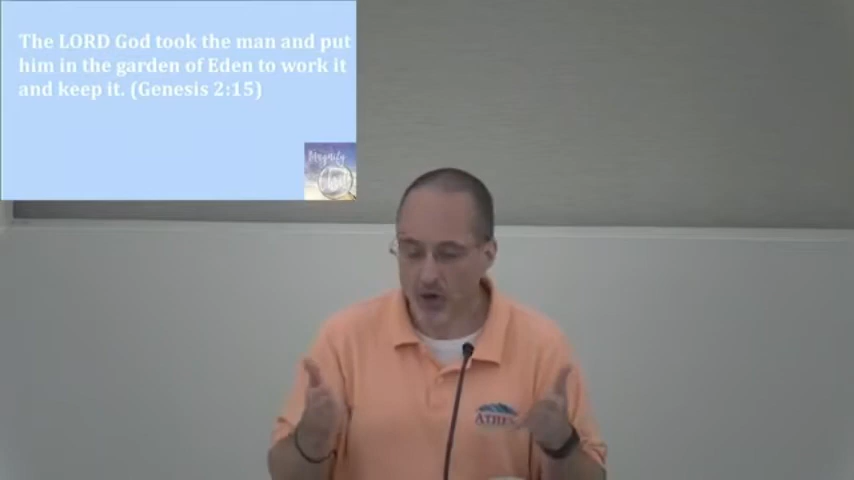 The LORD God took the man and put
him in the garden of Eden to work it
and keep it. (Genesis 2:15)
Magnify